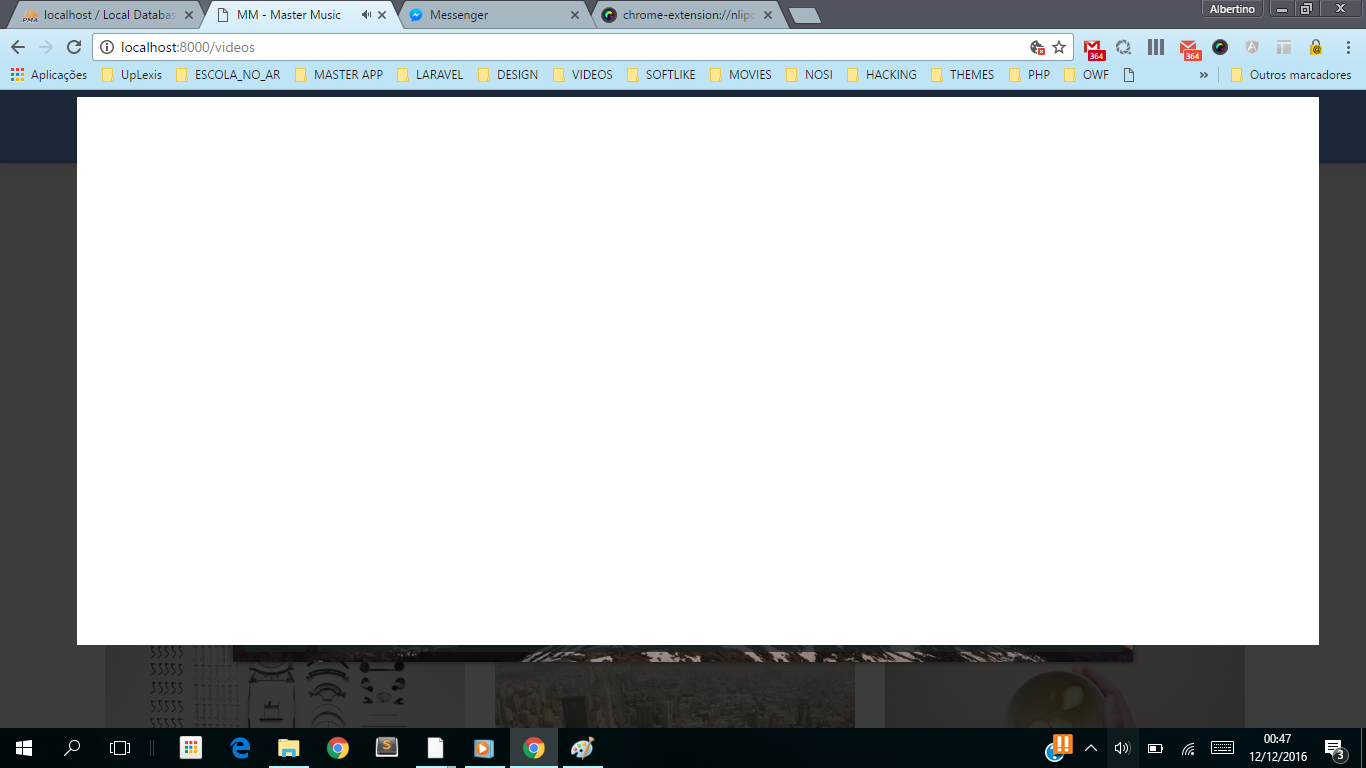 localhost / Local Databas
MM - Master Music
Messenger
chrome-extension://nlipo
Albertino
localhost:8000/videos
364
364
Aplicações
UpLexis
ESCOLA_NO_AR
MASTER APP
LARAVEL
DESIGN
VIDEOS
SOFTLIKE
MOVIES
NOSI
HACKING
THEMES
PHP
OWF
»
Outros marcadores
00:47
12/12/2016
3